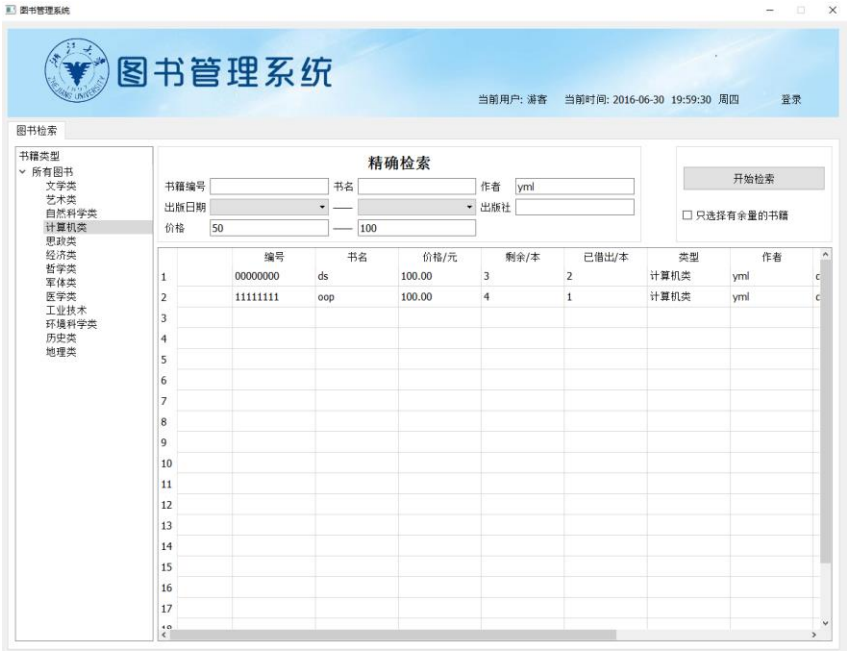 图书管理系统
图书管理系统
ZHEJIANG UNIVERSITY
当前用户: 游客 当前时间: 2016-06-30 19:59:30 周四 登录
图书检索
书籍类型
所有图书
文学类
艺术类
自然科学类
计算机类
思政类
经济类
哲学类
军体类
医学类
工业技术
环境科学类
历史类
地理类
精确检索
书籍编号 书名 作者 yml
出版日期 —— 出版社
价格 50 —— 100
开始检索
只选择有余量的书籍
编号 书名 价格/元 剩余/本 已借出/本 类型 作者
1 00000000 ds 100.00 3 2 计算机类 yml
2 11111111 oop 100.00 4 1 计算机类 yml
3
4
5
6
7
8
9
10
11
12
13
14
15
16
17